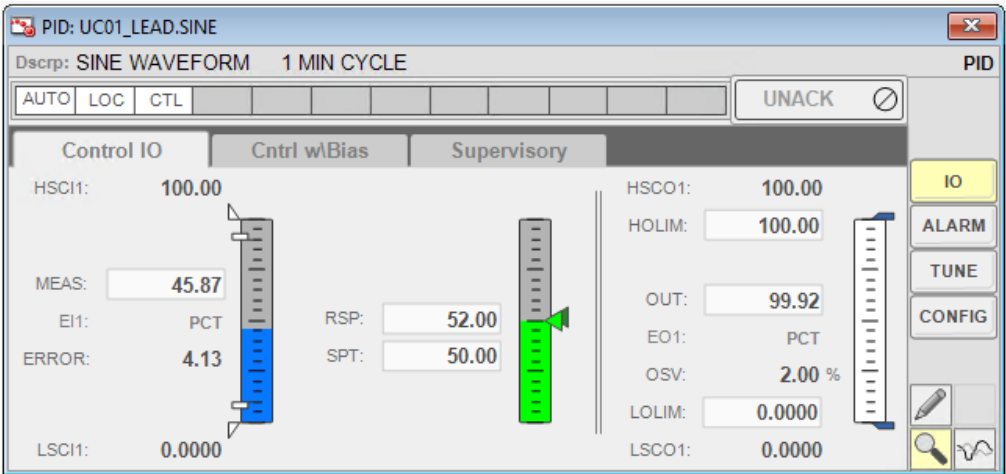 PID: UC01_LEAD.SINE
Dscrp: SINE WAVEFORM 1 MIN CYCLE PID
AUTO LOC CTL UNACK
Control IO Cntrl w\Bias Supervisory
HSCI1: 100.00 HSCO1: 100.00 IO
HOLIM: 100.00 ALARM
MEAS: 45.87 OUT: 99.92 TUNE
EI1: PCT RSP: 52.00 EO1: PCT CONFIG
ERROR: 4.13 SPT: 50.00 OSV: 2.00 %
LOLIM: 0.0000
LSCI1: 0.0000 LSCO1: 0.0000